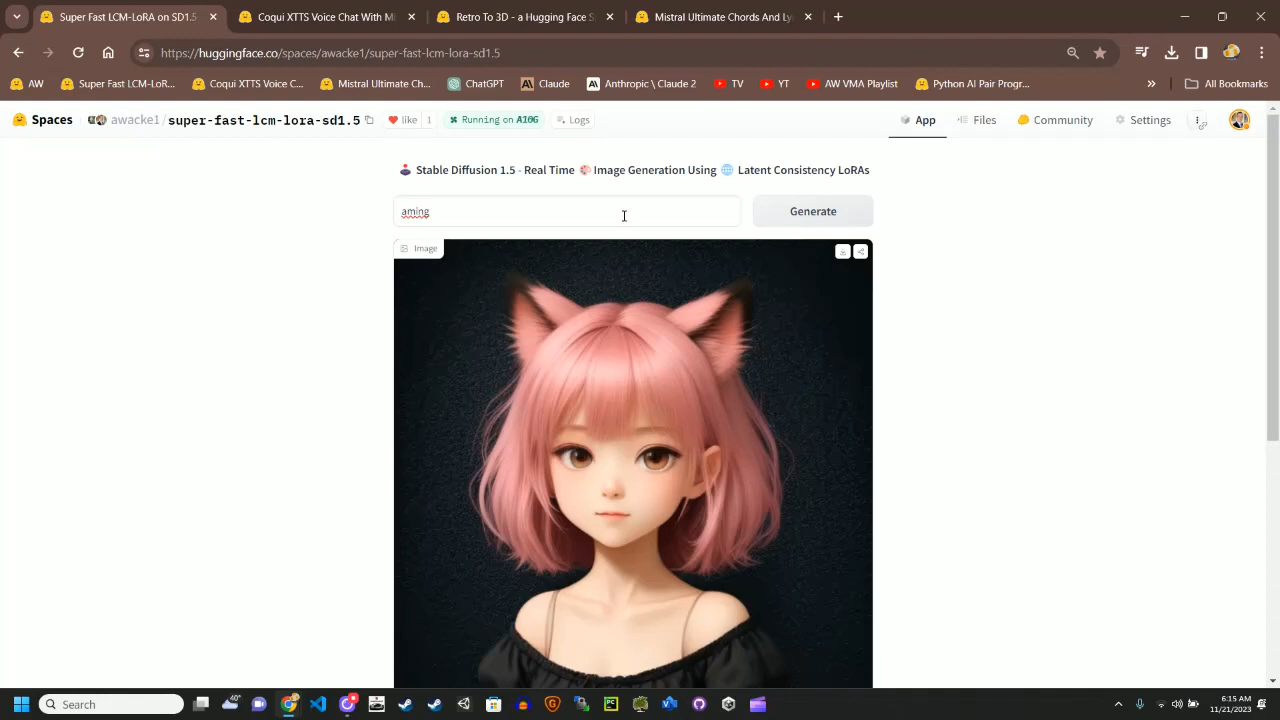 Super Fast LCM-LoRA on SD1.5
Coqui XTTS Voice Chat With Mi
Retro To 3D - a Hugging Face S
Mistral Ultimate Chords And Ly
https://huggingface.co/spaces/awacke1/super-fast-lcm-lora-sd1.5
AW
Super Fast LCM-LoR...
Coqui XTTS Voice C...
Mistral Ultimate Ch...
ChatGPT
Claude
Anthropic \ Claude 2
TV
YT
AW VMA Playlist
Python AI Pair Progr...
»
All Bookmarks
Spaces
awacke1/super-fast-lcm-lora-sd1.5
like 1
Running on A10G
Logs
App
Files
Community
Settings
Stable Diffusion 1.5 - Real Time Image Generation Using Latent Consistency LoRAs
aming
Generate
Image
Search
40°
6:15 AM
11/21/2023